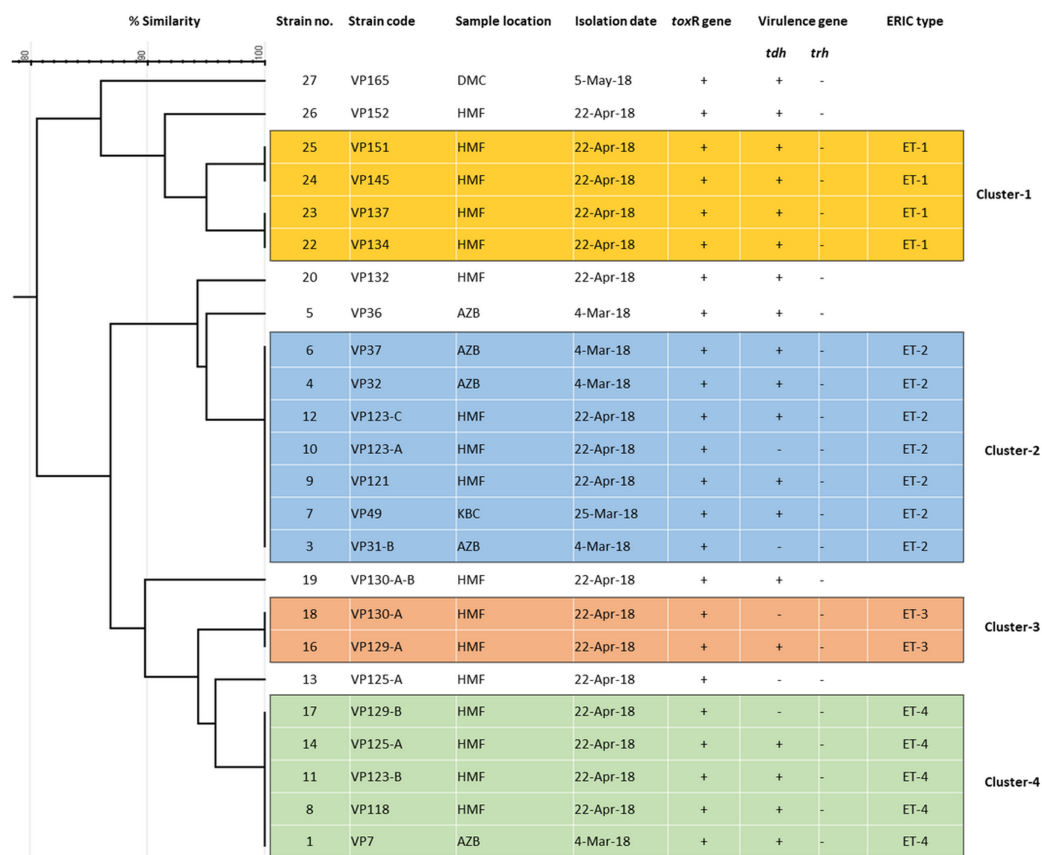 % Similarity Strain no. Strain code Sample location Isolation date toxR gene Virulence gene ERIC type
tdh trh
80 90 100
27 VP165 DMC 5-May-18 + + -
26 VP152 HMF 22-Apr-18 + + -
25 VP151 HMF 22-Apr-18 + + - ET-1
24 VP145 HMF 22-Apr-18 + + - ET-1
Cluster-1
23 VP137 HMF 22-Apr-18 + + - ET-1
22 VP134 HMF 22-Apr-18 + + - ET-1
20 VP132 HMF 22-Apr-18 + + -
5 VP36 AZB 4-Mar-18 + + -
6 VP37 AZB 4-Mar-18 + + - ET-2
4 VP32 AZB 4-Mar-18 + + - ET-2
12 VP123-C HMF 22-Apr-18 + + - ET-2
10 VP123-A HMF 22-Apr-18 + - - ET-2 Cluster-2
9 VP121 HMF 22-Apr-18 + + - ET-2
7 VP49 KBC 25-Mar-18 + + - ET-2
3 VP31-B AZB 4-Mar-18 + - - ET-2
19 VP130-A-B HMF 22-Apr-18 + + -
18 VP130-A HMF 22-Apr-18 + - - ET-3
Cluster-3
16 VP129-A HMF 22-Apr-18 + + - ET-3
13 VP125-A HMF 22-Apr-18 + - -
17 VP129-B HMF 22-Apr-18 + - - ET-4
14 VP125-A HMF 22-Apr-18 + + - ET-4
11 VP123-B HMF 22-Apr-18 + + - ET-4 Cluster-4
8 VP118 HMF 22-Apr-18 + + - ET-4
1 VP7 AZB 4-Mar-18 + + - ET-4